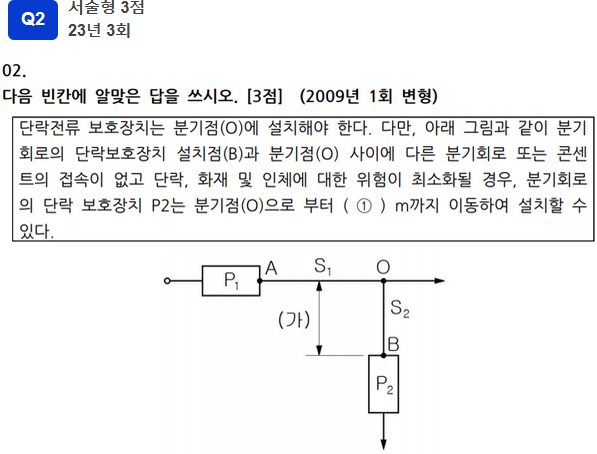 Q2
서술형 3점
23년 3회
02.
다음 빈칸에 알맞은 답을 쓰시오. [3점] (2009년 1회 변형)
단락전류 보호장치는 분기점(O)에 설치해야 한다. 다만, 아래 그림과 같이 분기
회로의 단락보호장치 설치점(B)과 분기점(O) 사이에 다른 분기회로 또는 콘센
트의 접속이 없고 단락, 화재 및 인체에 대한 위험이 최소화될 경우, 분기회로
의 단락 보호장치 P2는 분기점(O)으로 부터 ( ① ) m까지 이동하여 설치할 수
있다.
P₁ A S₁ O
(가) S₂
B
P₂